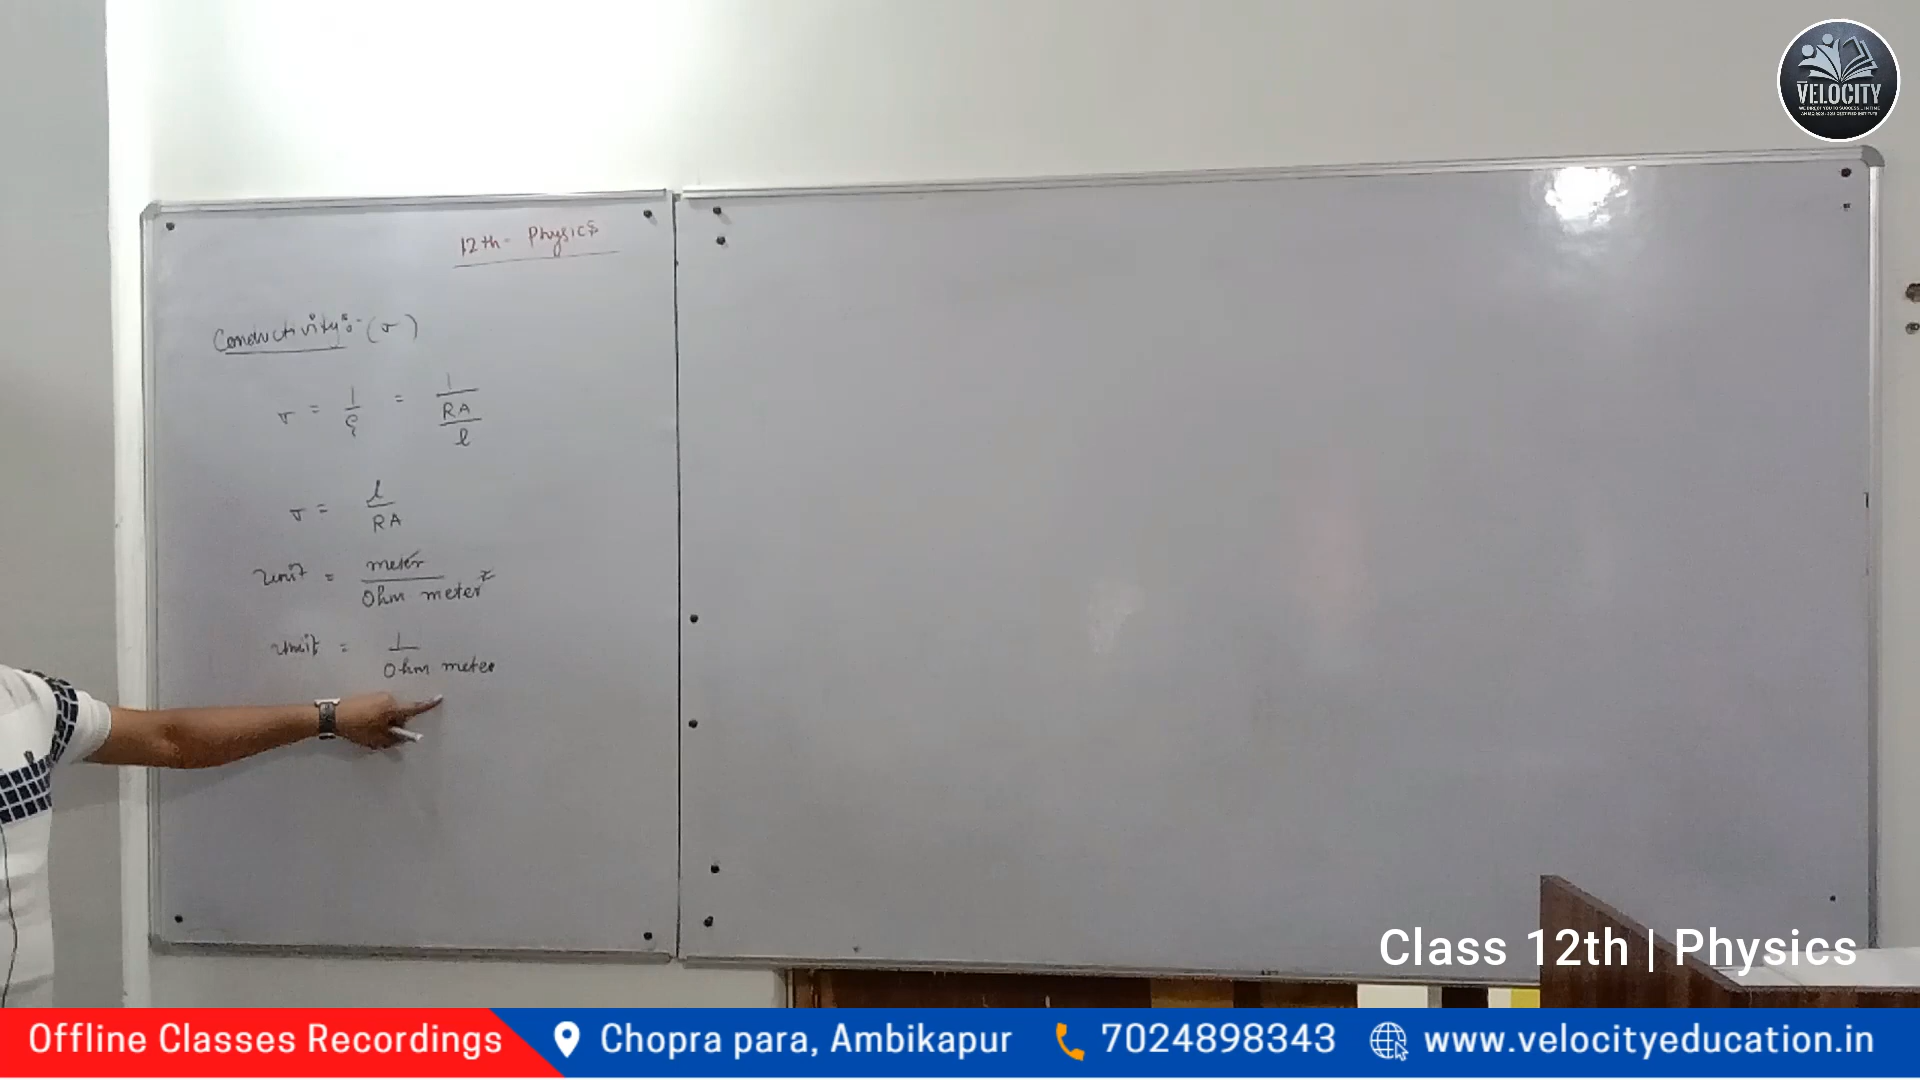 VELOCITY
12th - Physics
Conductivity :- (σ)
σ = 1/ρ = 1/(RA/l)
σ = l/RA
Unit = meter/Ohm meter²
Unit = 1/Ohm meter
Class 12th | Physics
Offline Classes Recordings
Chopra para, Ambikapur
7024898343
www.velocityeducation.in